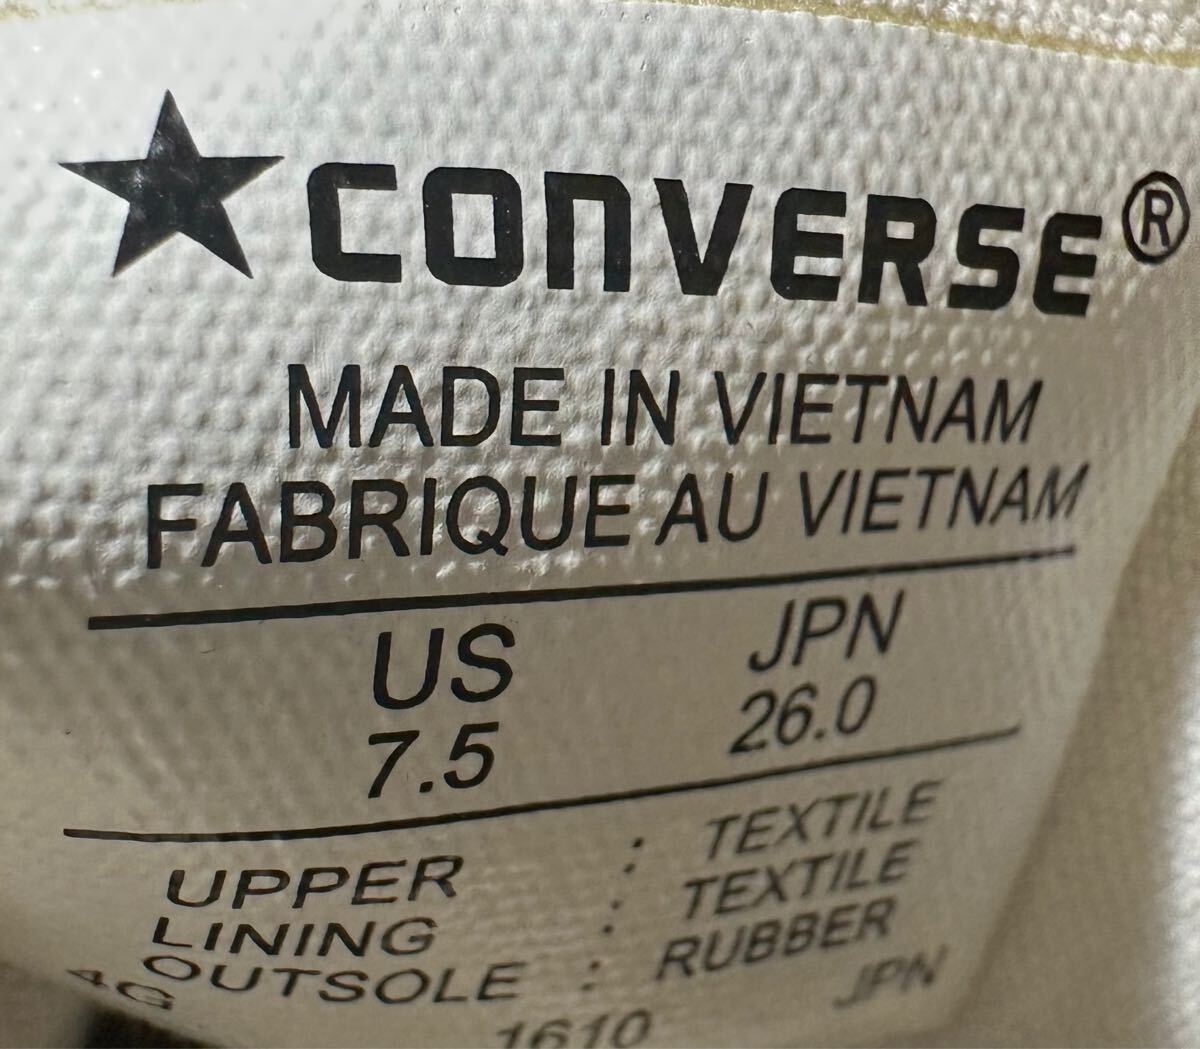 CONVERSE®
MADE IN VIETNAM
FABRIQUE AU VIETNAM
US JPN
7.5 26.0
UPPER : TEXTILE
LINING : TEXTILE
OUTSOLE : RUBBER
4G 1610 JPN